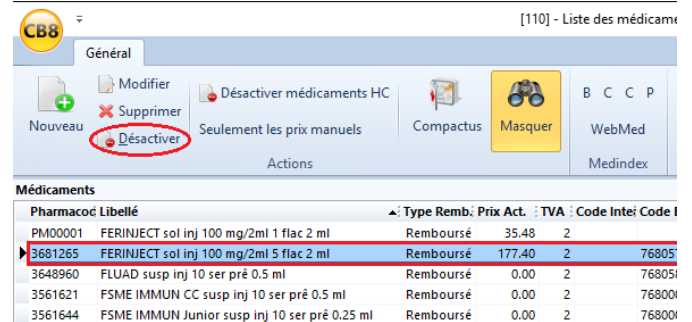 CB8
[110] - Liste des médicame
Général
Nouveau
Modifier
Supprimer
Désactiver
Désactiver médicaments HC
Seulement les prix manuels
Actions
Compactus
Masquer
B C C P
WebMed
Medindex
Médicaments
Pharmacod Libellé Type Remb. Prix Act. TVA Code Inter Code
PM00001 FERINJECT sol inj 100 mg/2ml 1 flac 2 ml Remboursé 35.48 2
3681265 FERINJECT sol inj 100 mg/2ml 5 flac 2 ml Remboursé 177.40 2 76805
3648960 FLUAD susp inj 10 ser prê 0.5 ml Remboursé 0.00 2 76805
3561621 FSME IMMUN CC susp inj 10 ser prê 0.5 ml Remboursé 0.00 2 76800
3561644 FSME IMMUN Junior susp inj 10 ser prê 0.25 ml Remboursé 0.00 2 76800